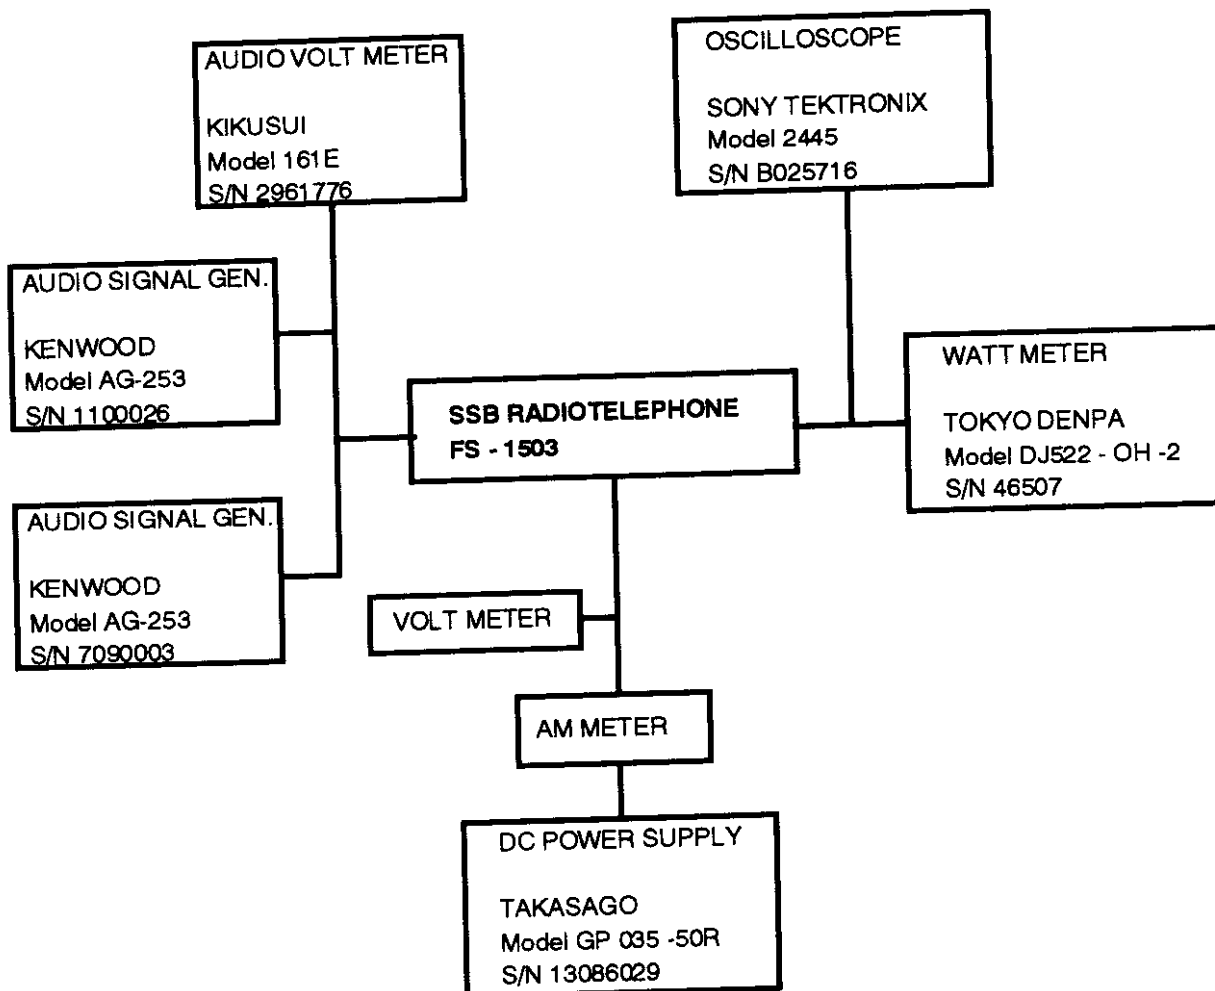 AUDIO VOLT METER
KIKUSUI
Model 161E
S/N 2961776
OSCILLOSCOPE
SONY TEKTRONIX
Model 2445
S/N B025716
AUDIO SIGNAL GEN.
KENWOOD
Model AG-253
S/N 1100026
SSB RADIOTELEPHONE
FS - 1503
WATT METER
TOKYO DENPA
Model DJ522 - OH -2
S/N 46507
AUDIO SIGNAL GEN.
KENWOOD
Model AG-253
S/N 7090003
VOLT METER
AM METER
DC POWER SUPPLY
TAKASAGO
Model GP 035 -50R
S/N 13086029